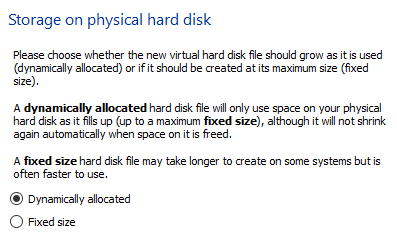 Storage on physical hard disk
Please choose whether the new virtual hard disk file should grow as it is used
(dynamically allocated) or if it should be created at its maximum size (fixed
size).
A dynamically allocated hard disk file will only use space on your physical
hard disk as it fills up (up to a maximum fixed size), although it will not shrink
again automatically when space on it is freed.
A fixed size hard disk file may take longer to create on some systems but is
often faster to use.
Dynamically allocated
Fixed size